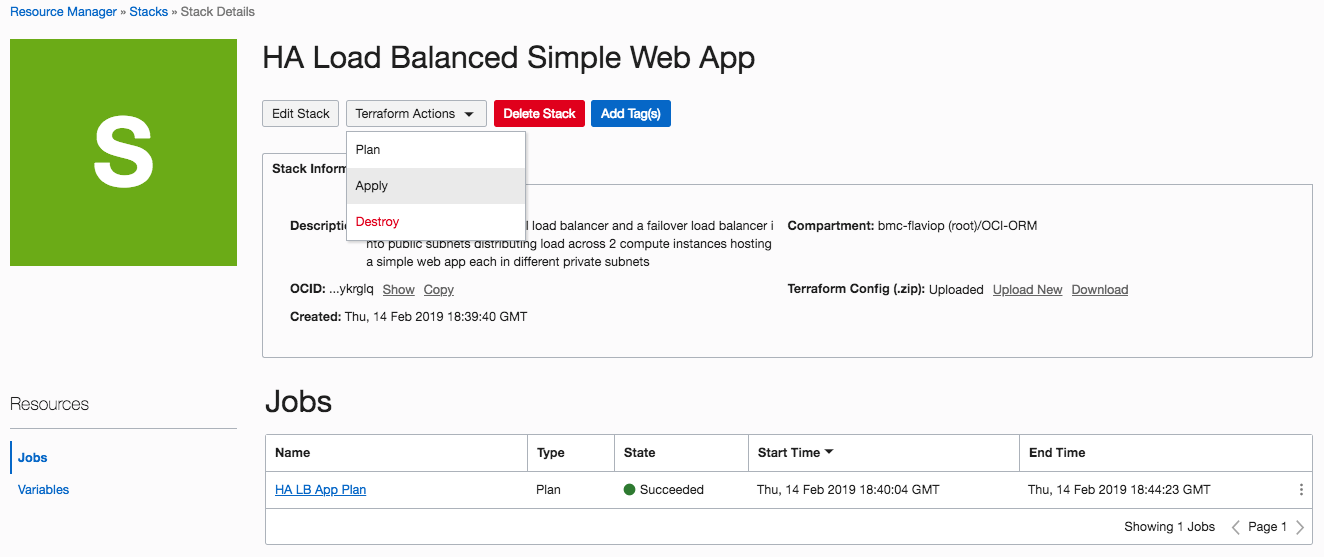 Resource Manager » Stacks » Stack Details
S
HA Load Balanced Simple Web App
Edit Stack
Terraform Actions
Delete Stack
Add Tag(s)
Plan
Apply
Destroy
Stack Inform
Descripti
l load balancer and a failover load balancer i
nto public subnets distributing load across 2 compute instances hosting
a simple web app each in different private subnets
Compartment: bmc-flaviop (root)/OCI-ORM
OCID: ...ykrglq Show Copy
Terraform Config (.zip): Uploaded Upload New Download
Created: Thu, 14 Feb 2019 18:39:40 GMT
Resources
Jobs
Variables
Jobs
Name Type State Start Time End Time
HA LB App Plan Plan Succeeded Thu, 14 Feb 2019 18:40:04 GMT Thu, 14 Feb 2019 18:44:23 GMT
Showing 1 Jobs Page 1